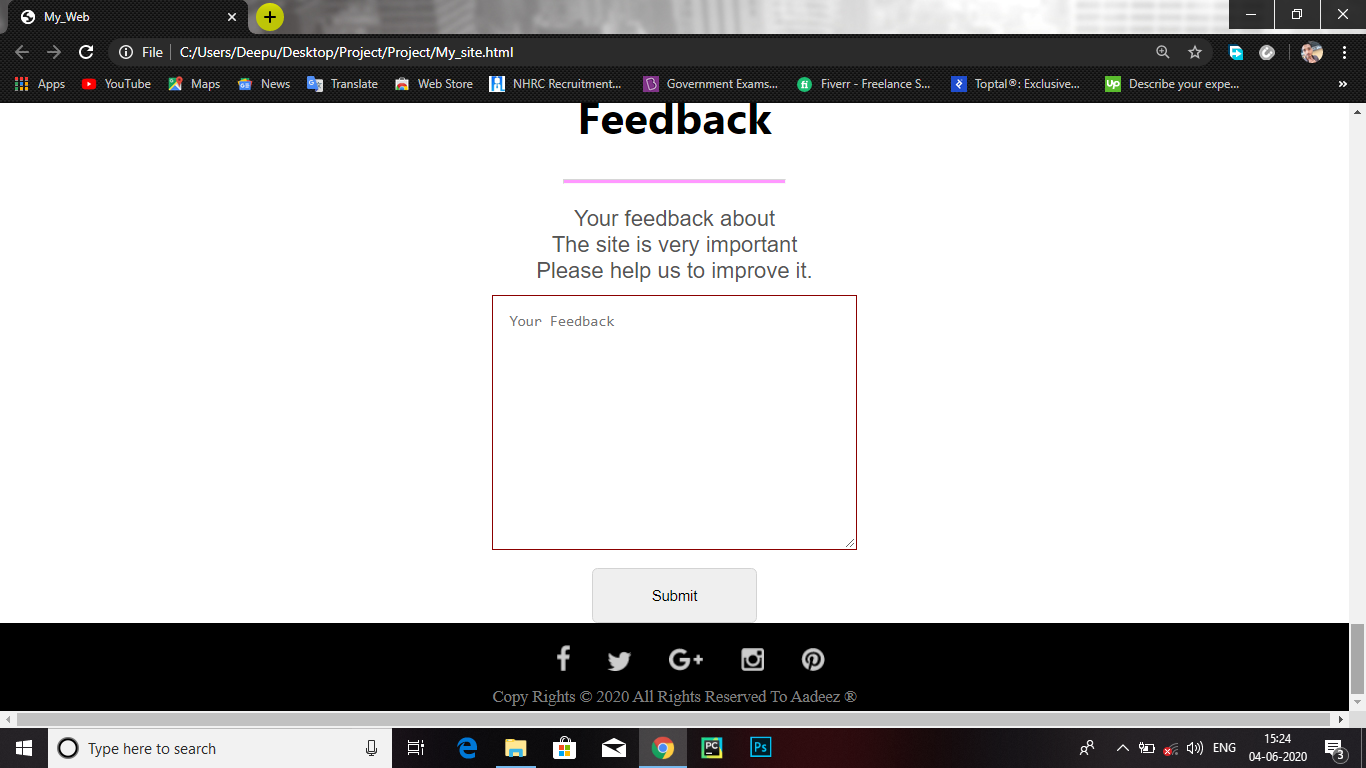 My_Web
File
C:/Users/Deepu/Desktop/Project/Project/My_site.html
Apps
YouTube
Maps
News
Translate
Web Store
NHRC Recruitment...
Government Exams...
Fiverr - Freelance S...
Toptal®: Exclusive...
Up
Describe your expe...
»
Feedback
Your feedback about
The site is very important
Please help us to improve it.
Your Feedback
Submit
G+
Copy Rights © 2020 All Rights Reserved To Aadeez ®
Type here to search
PC
Ps
ENG
15:24
04-06-2020
3